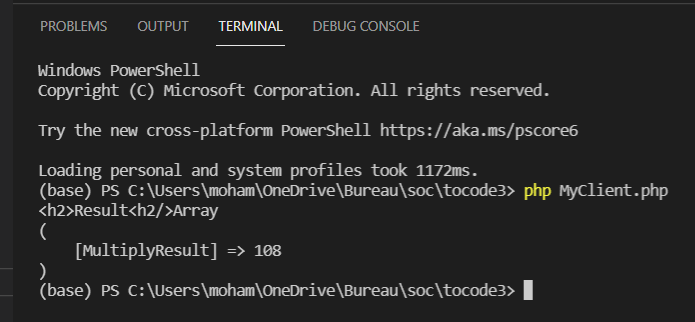 PROBLEMS OUTPUT TERMINAL DEBUG CONSOLE
Windows PowerShell
Copyright (C) Microsoft Corporation. All rights reserved.
Try the new cross-platform PowerShell https://aka.ms/pscore6
Loading personal and system profiles took 1172ms.
(base) PS C:\Users\moham\OneDrive\Bureau\soc\tocode3> php MyClient.php
<h2>Result<h2/>Array
(
    [MultiplyResult] => 108
)
(base) PS C:\Users\moham\OneDrive\Bureau\soc\tocode3>